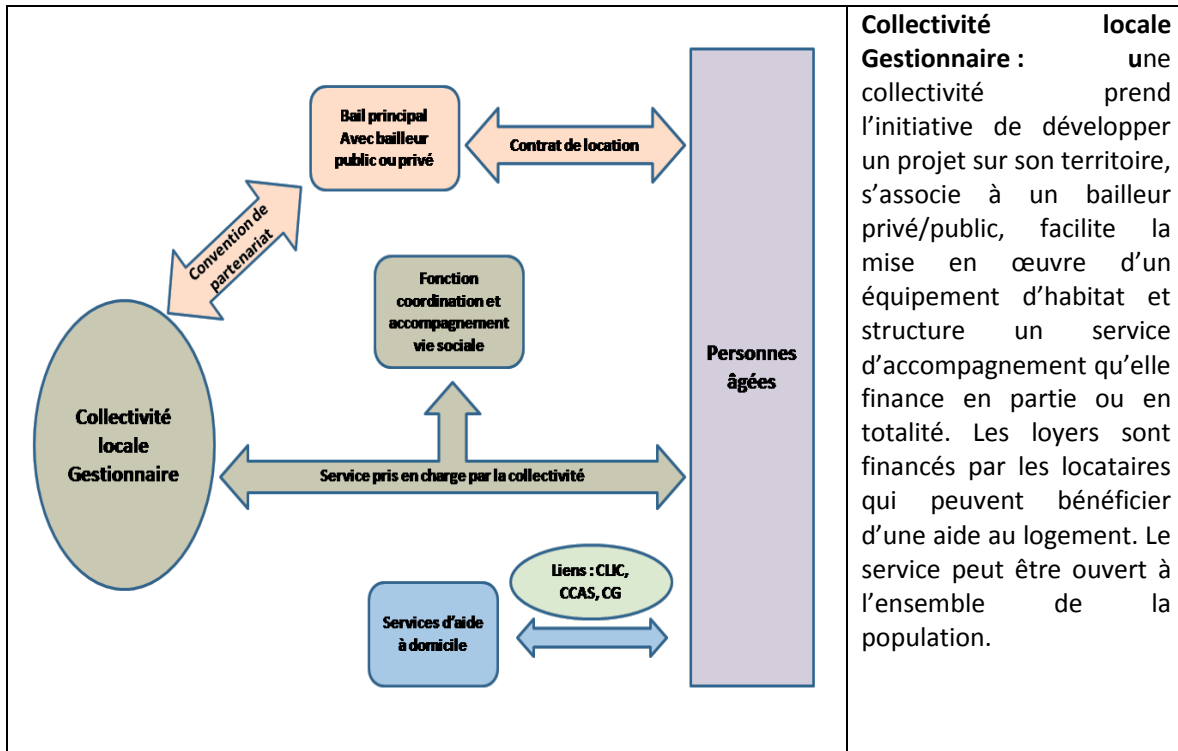 Bail principal
Avec bailleur
public ou privé
Contrat de location
Convention de
partenariat
Fonction
coordination et
accompagnement
vie sociale
Personnes
âgées
Collectivité
locale
Gestionnaire
Service pris en charge par la collectivité
Liens : CLIC,
CCAS, CG
Services d'aide
à domicile
Collectivité locale
Gestionnaire : une
collectivité prend
l'initiative de développer
un projet sur son territoire,
s'associe à un bailleur
privé/public, facilite la
mise en œuvre d'un
équipement d'habitat et
structure un service
d'accompagnement qu'elle
finance en partie ou en
totalité. Les loyers sont
financés par les locataires
qui peuvent bénéficier
d'une aide au logement. Le
service peut être ouvert à
l'ensemble de la
population.